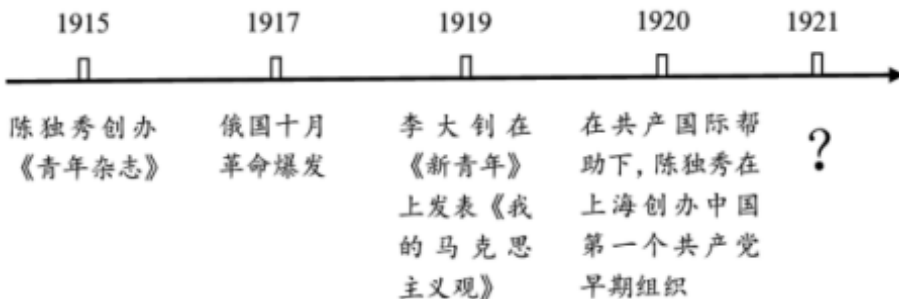 1915 1917 1919 1920 1921
陈独秀创办
《青年杂志》
俄国十月
革命爆发
李大钊在
《新青年》
上发表《我
的马克思
主义观》
在共产国际帮
助下，陈独秀在
上海创办中国
第一个共产党
早期组织
？